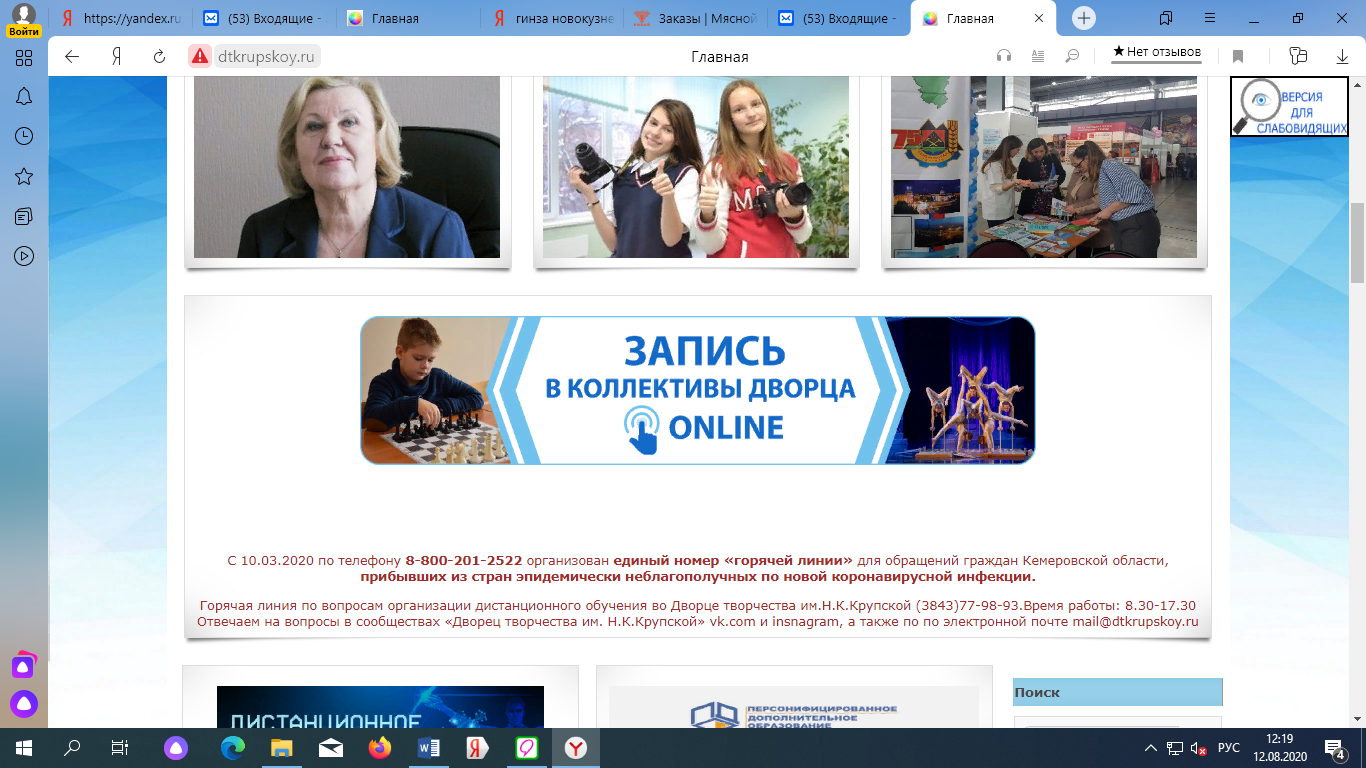 https://yandex.ru
(53) Входящие -
Главная
гинза новокузне
Заказы | Мясной
(53) Входящие -
Главная
Войти
dtkrupskoy.ru
Главная
★ Нет отзывов
ВЕРСИЯ
ДЛЯ
СЛАБОВИДЯЩИХ
ЗАПИСЬ
В КОЛЛЕКТИВЫ ДВОРЦА
ONLINE
С 10.03.2020 по телефону 8-800-201-2522 организован единый номер «горячей линии» для обращений граждан Кемеровской области,
прибывших из стран эпидемически неблагополучных по новой коронавирусной инфекции.
Горячая линия по вопросам организации дистанционного обучения во Дворце творчества им.Н.К.Крупской (3843)77-98-93.Время работы: 8.30-17.30
Отвечаем на вопросы в сообществах «Дворец творчества им. Н.К.Крупской» vk.com и insnagram, а также по по электронной почте mail@dtkrupskoy.ru
ДИСТАНЦИОННОЕ
ПЕРСОНИФИЦИРОВАННОЕ
ДОПОЛНИТЕЛЬНОЕ
ОБРАЗОВАНИЕ
Поиск
РУС
12:19
12.08.2020
4